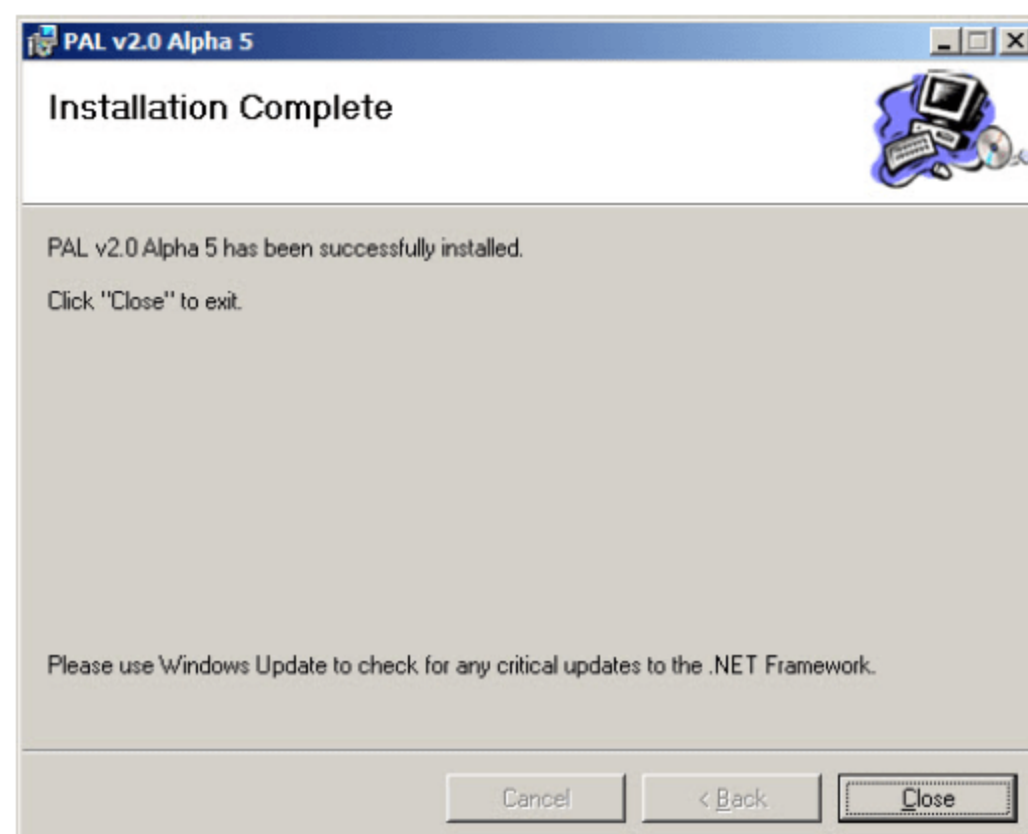 PAL v2.0 Alpha 5
Installation Complete
PAL v2.0 Alpha 5 has been successfully installed.
Click "Close" to exit.
Please use Windows Update to check for any critical updates to the .NET Framework.
Cancel
< Back
Close